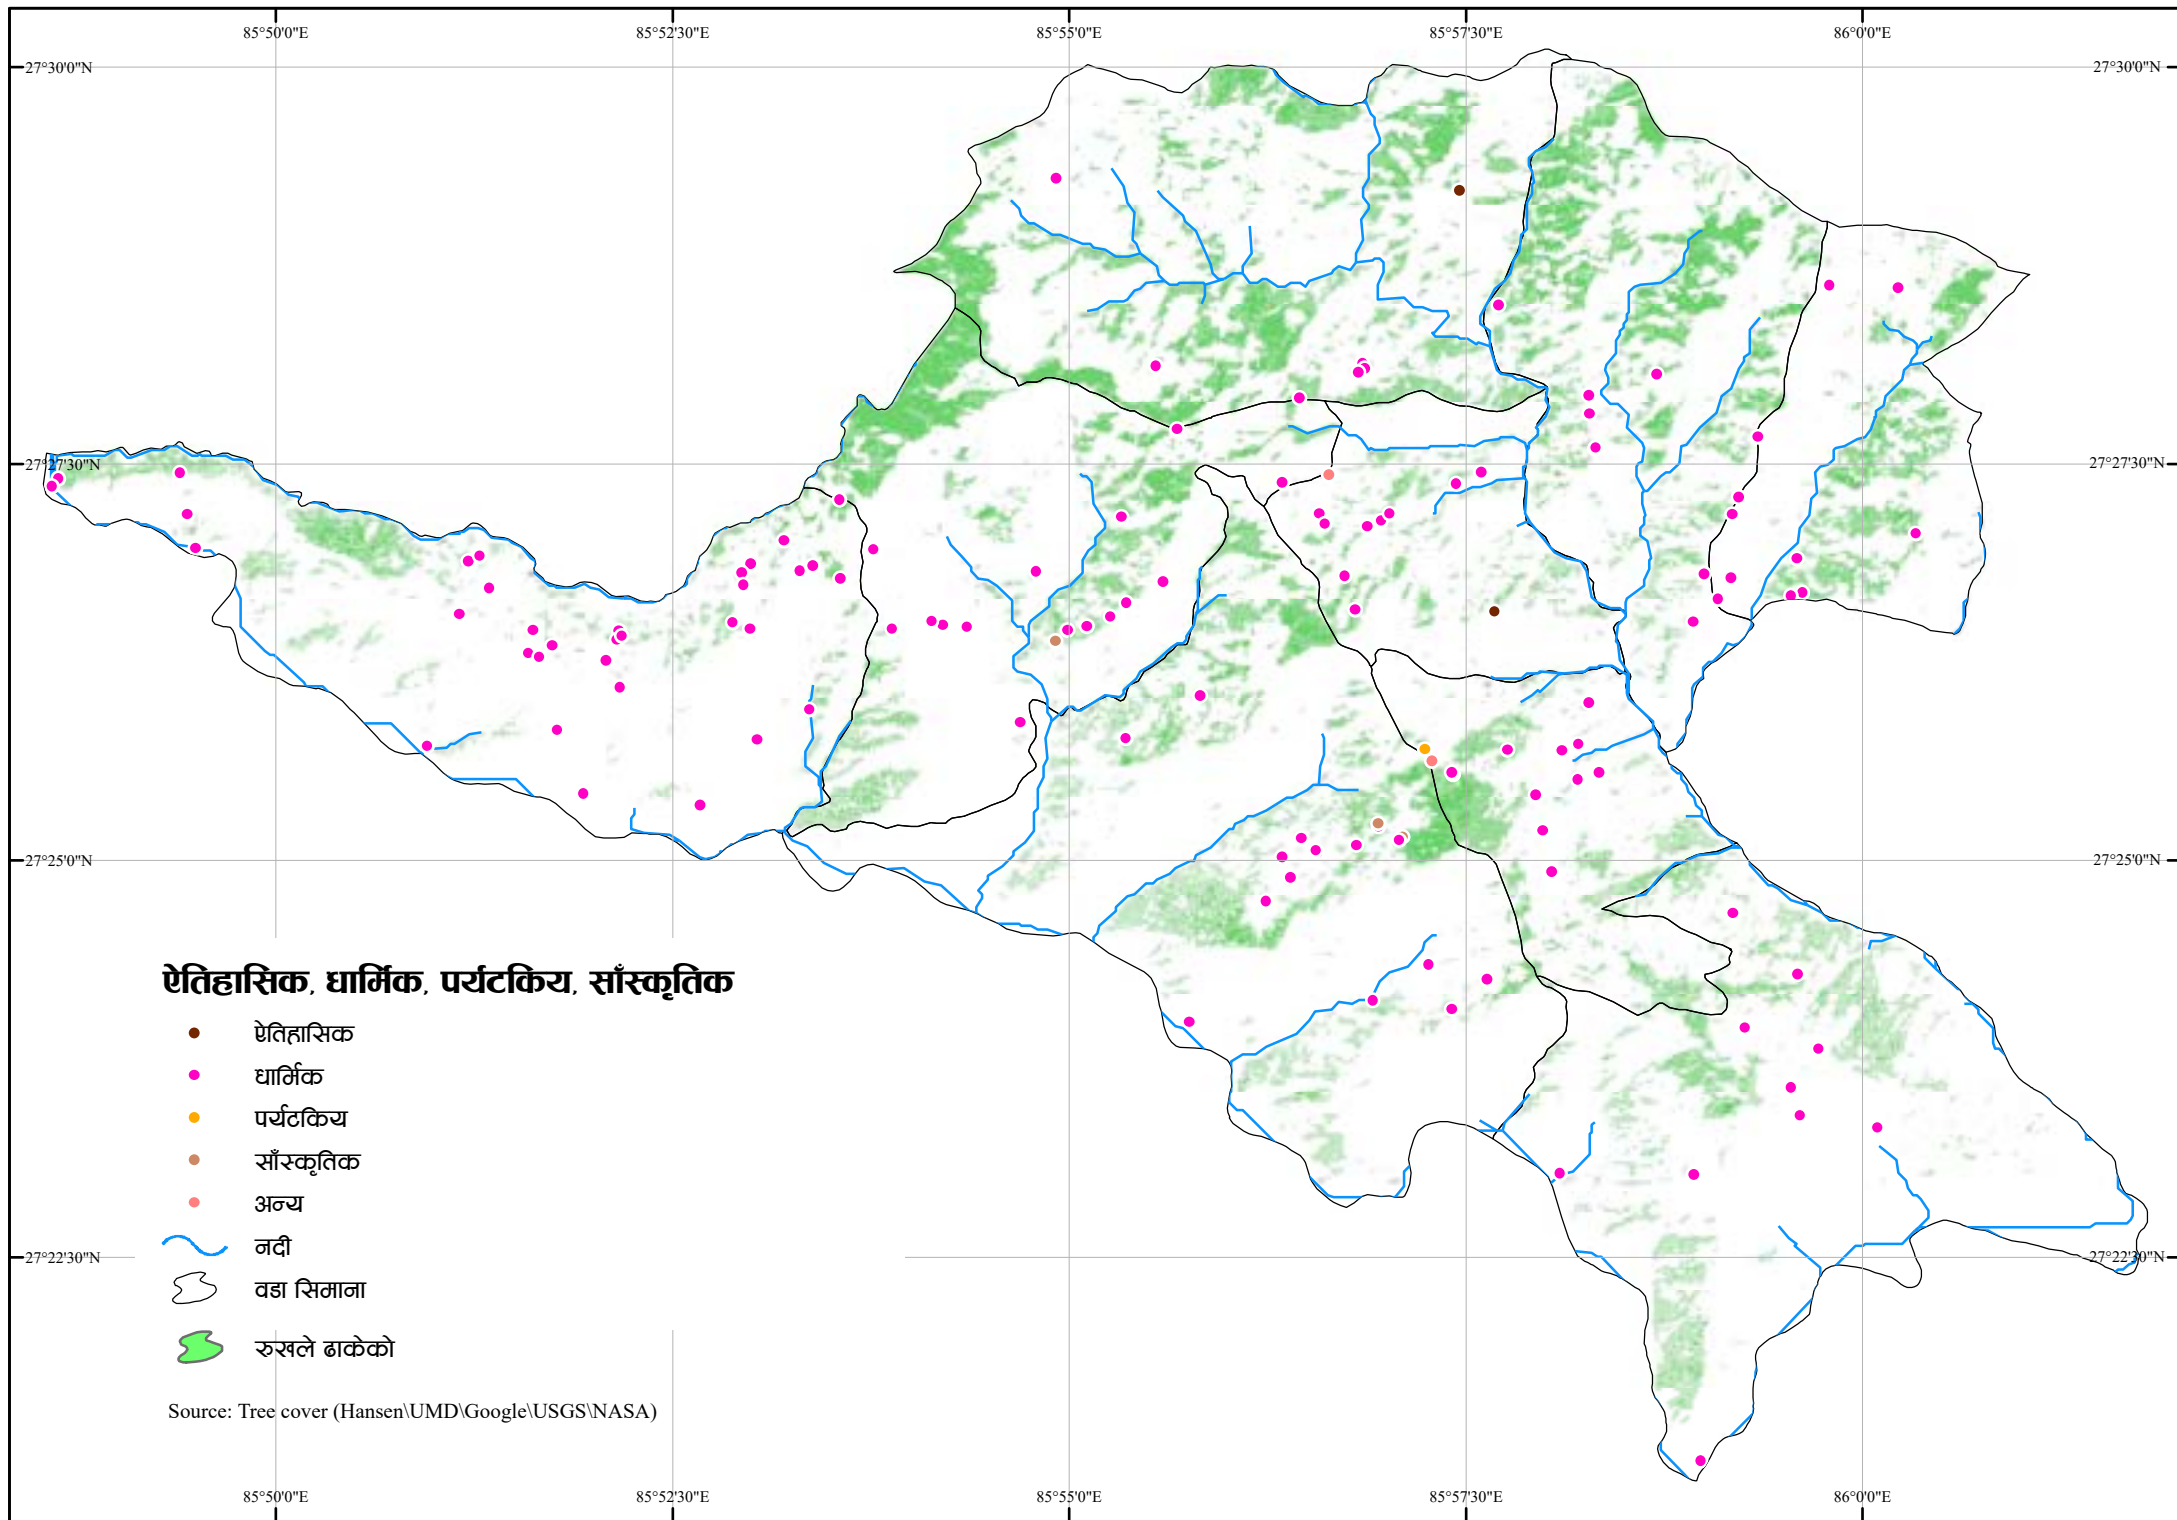 85°50'0"E 85°52'30"E 85°55'0"E 85°57'30"E 86°0'0"E
27°30'0"N 27°30'0"N
27°27'30"N 27°27'30"N
27°25'0"N 27°25'0"N
ऐतिहासिक, धार्मिक, पर्यटकिय, साँस्कृतिक
ऐतिहासिक
धार्मिक
पर्यटकिय
साँस्कृतिक
अन्य
नदी
27°22'30"N 27°22'30"N
वडा सिमाना
रुखले ढाकेको
Source: Tree cover (Hansen\UMD\Google\USGS\NASA)
85°50'0"E 85°52'30"E 85°55'0"E 85°57'30"E 86°0'0"E